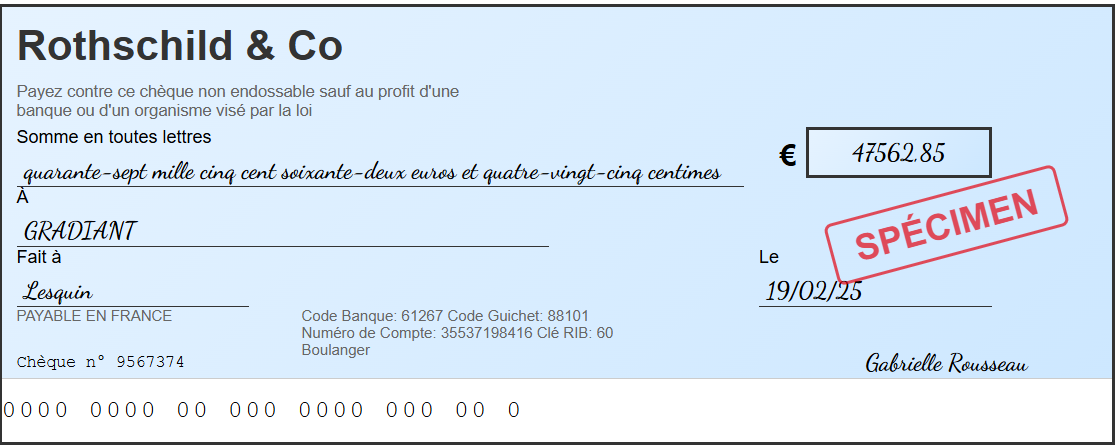 Rothschild & Co
Payez contre ce chèque non endossable sauf au profit d'une
banque ou d'un organisme visé par la loi
Somme en toutes lettres
quarante-sept mille cinq cent soixante-deux euros et quatre-vingt-cinq centimes
€ 47562.85
À
GRADIANT
SPÉCIMEN
Fait à
Lesquin
Le
19/02/25
PAYABLE EN FRANCE
Code Banque: 61267 Code Guichet: 88101
Numéro de Compte: 35537198416 Clé RIB: 60
Boulanger
Chèque n° 9567374
Gabrielle Rousseau
0000 0000 00 000 0000 000 00 0